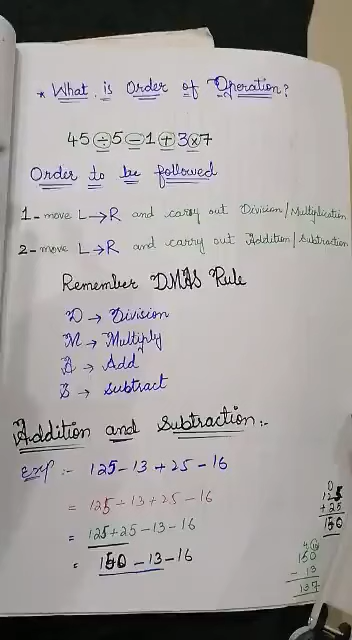 * What is Order of Operation?
45÷5-1+3×7
Order to be followed
1-move L→R and carry out Division/Multiplication
2-move L→R and carry out Addition/Subtraction
Remember DMAS Rule
D → Division
M → Multiply
A → Add
S → Subtract
Addition and Subtraction:-
Exp :- 125-13+25-16
= 125-13+25-16
= 125+25-13-16
= 150-13-16
0
125
+25
150
4 10
150
- 13
137